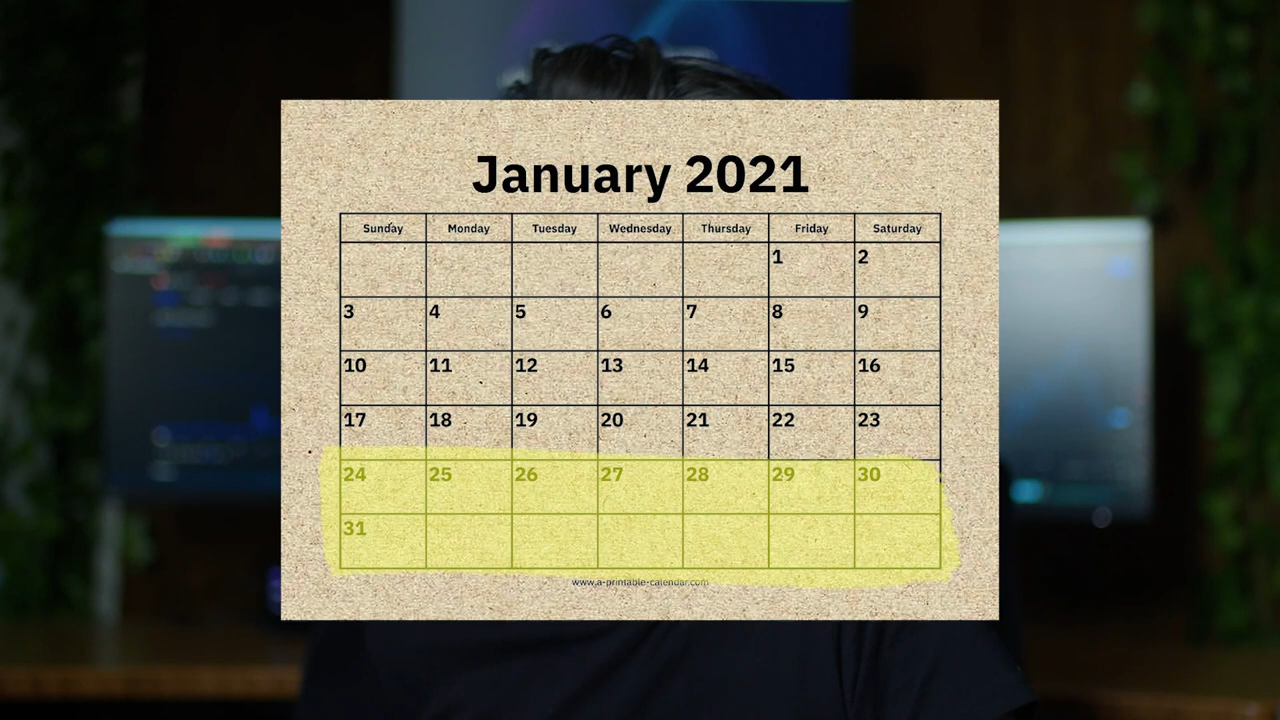 January 2021
Sunday Monday Tuesday Wednesday Thursday Friday Saturday
1 2
3 4 5 6 7 8 9
10 11 12 13 14 15 16
17 18 19 20 21 22 23
24 25 26 27 28 29 30
31
www.a-printable-calendar.com